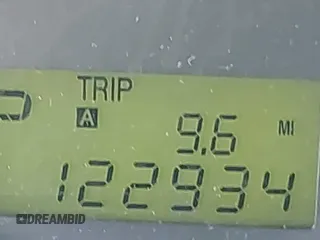 TRIP
A 9.6 MI
122934
DREAMBID